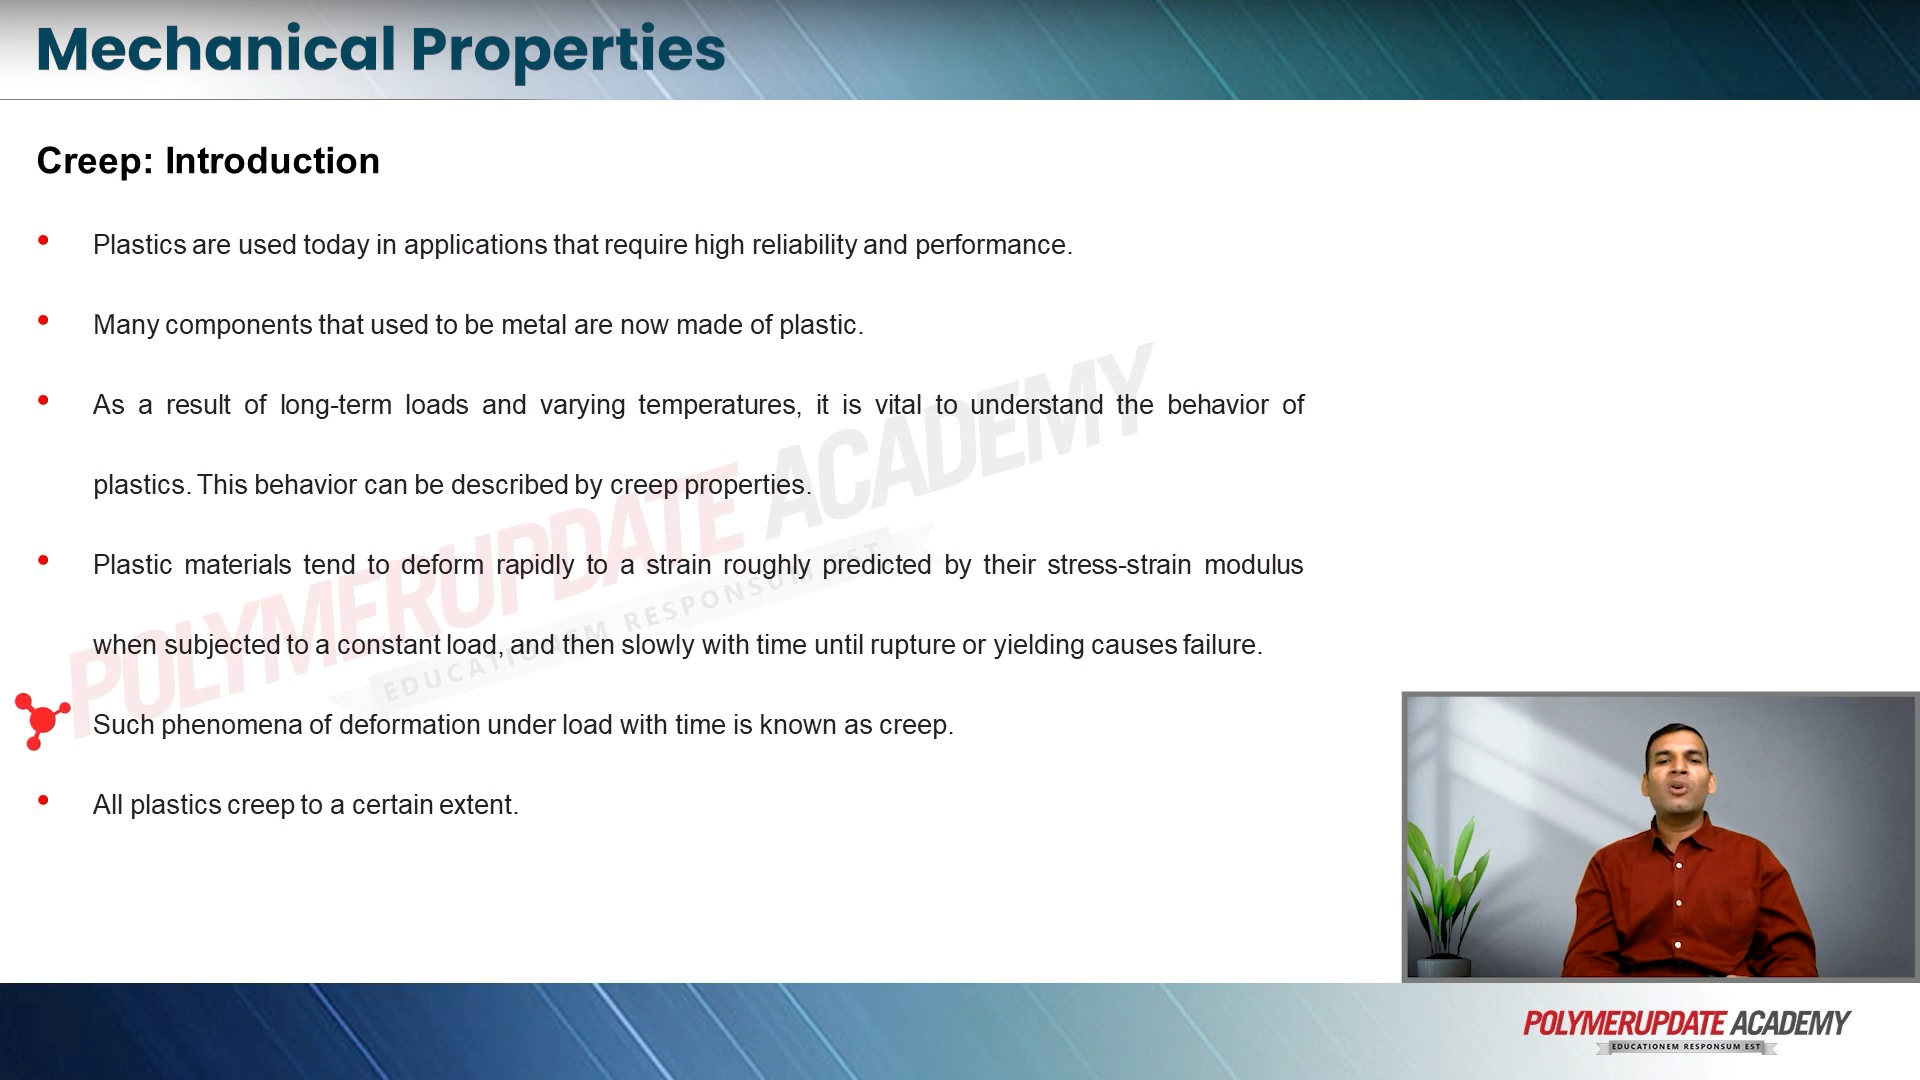 Mechanical Properties
Creep: Introduction
Plastics are used today in applications that require high reliability and performance.
Many components that used to be metal are now made of plastic.
As a result of long-term loads and varying temperatures, it is vital to understand the behavior of
plastics. This behavior can be described by creep properties.
Plastic materials tend to deform rapidly to a strain roughly predicted by their stress-strain modulus
when subjected to a constant load, and then slowly with time until rupture or yielding causes failure.
Such phenomena of deformation under load with time is known as creep.
All plastics creep to a certain extent.
POLYMERUPDATE ACADEMY
EDUCATIONEM RESPONSUM EST
POLYMERUPDATE ACADEMY
EDUCATIONEM RESPONSUM EST